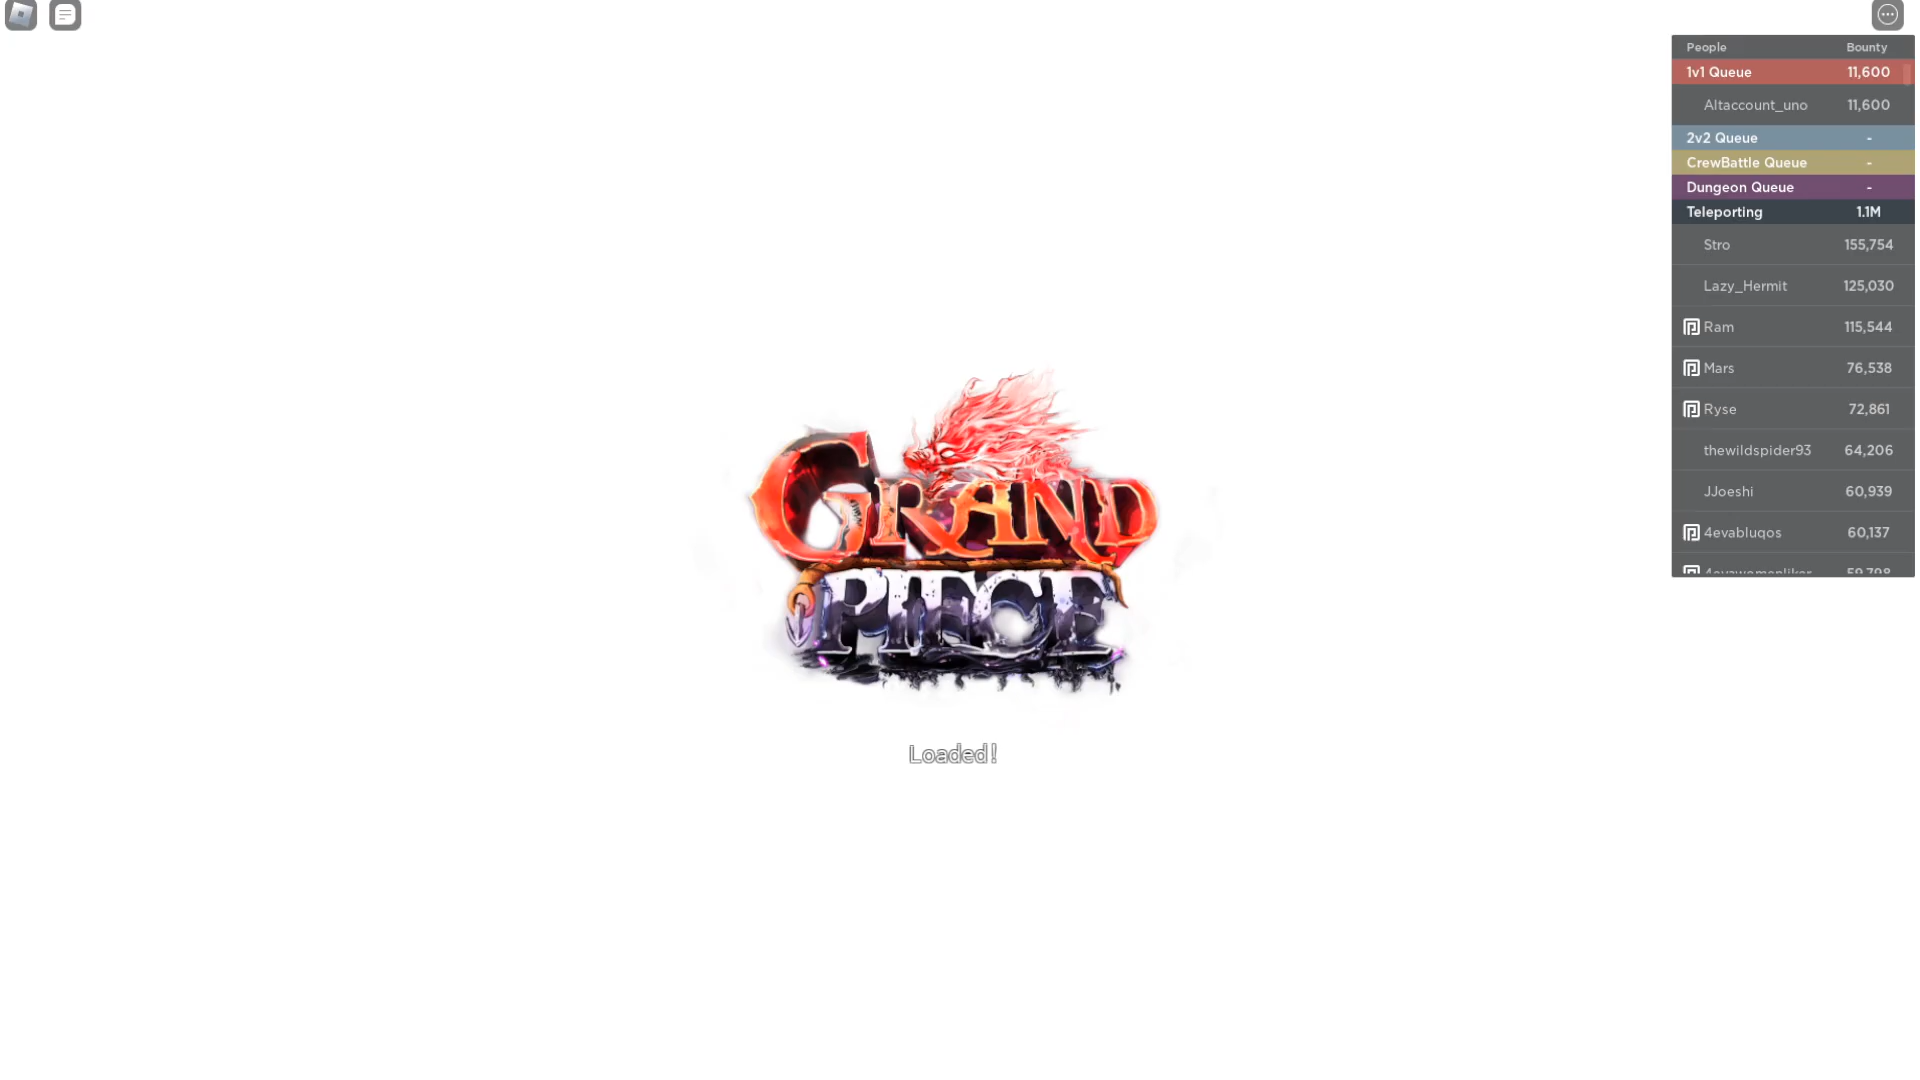 People Bounty
1v1 Queue 11,600
Altaccount_uno 11,600
2v2 Queue -
CrewBattle Queue -
Dungeon Queue -
Teleporting 1.1M
Stro 155,754
Lazy_Hermit 125,030
Ram 115,544
Mars 76,538
Ryse 72,861
thewildspider93 64,206
JJoeshi 60,939
4evabluqos 60,137
59,798
GRAND
PIECE
Loaded!